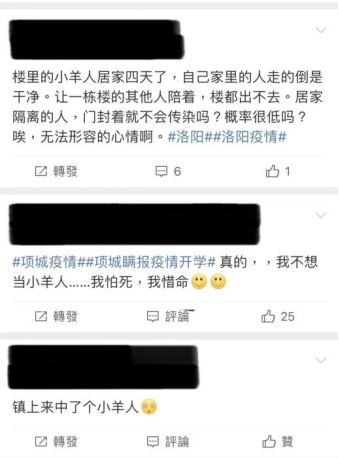 楼里的小羊人居家四天了，自己家里的人走的倒是
干净。让一栋楼的其他人陪着，楼都出不去。居家
隔离的人，门封着就不会传染吗？概率很低吗？
唉，无法形容的心情啊。#洛阳##洛阳疫情#
轉發 6 1
#项城疫情##项城瞒报疫情开学# 真的，，我不想
当小羊人......我怕死，我惜命
轉發 評論 25
镇上来中了个小羊人
轉發 評論 贊